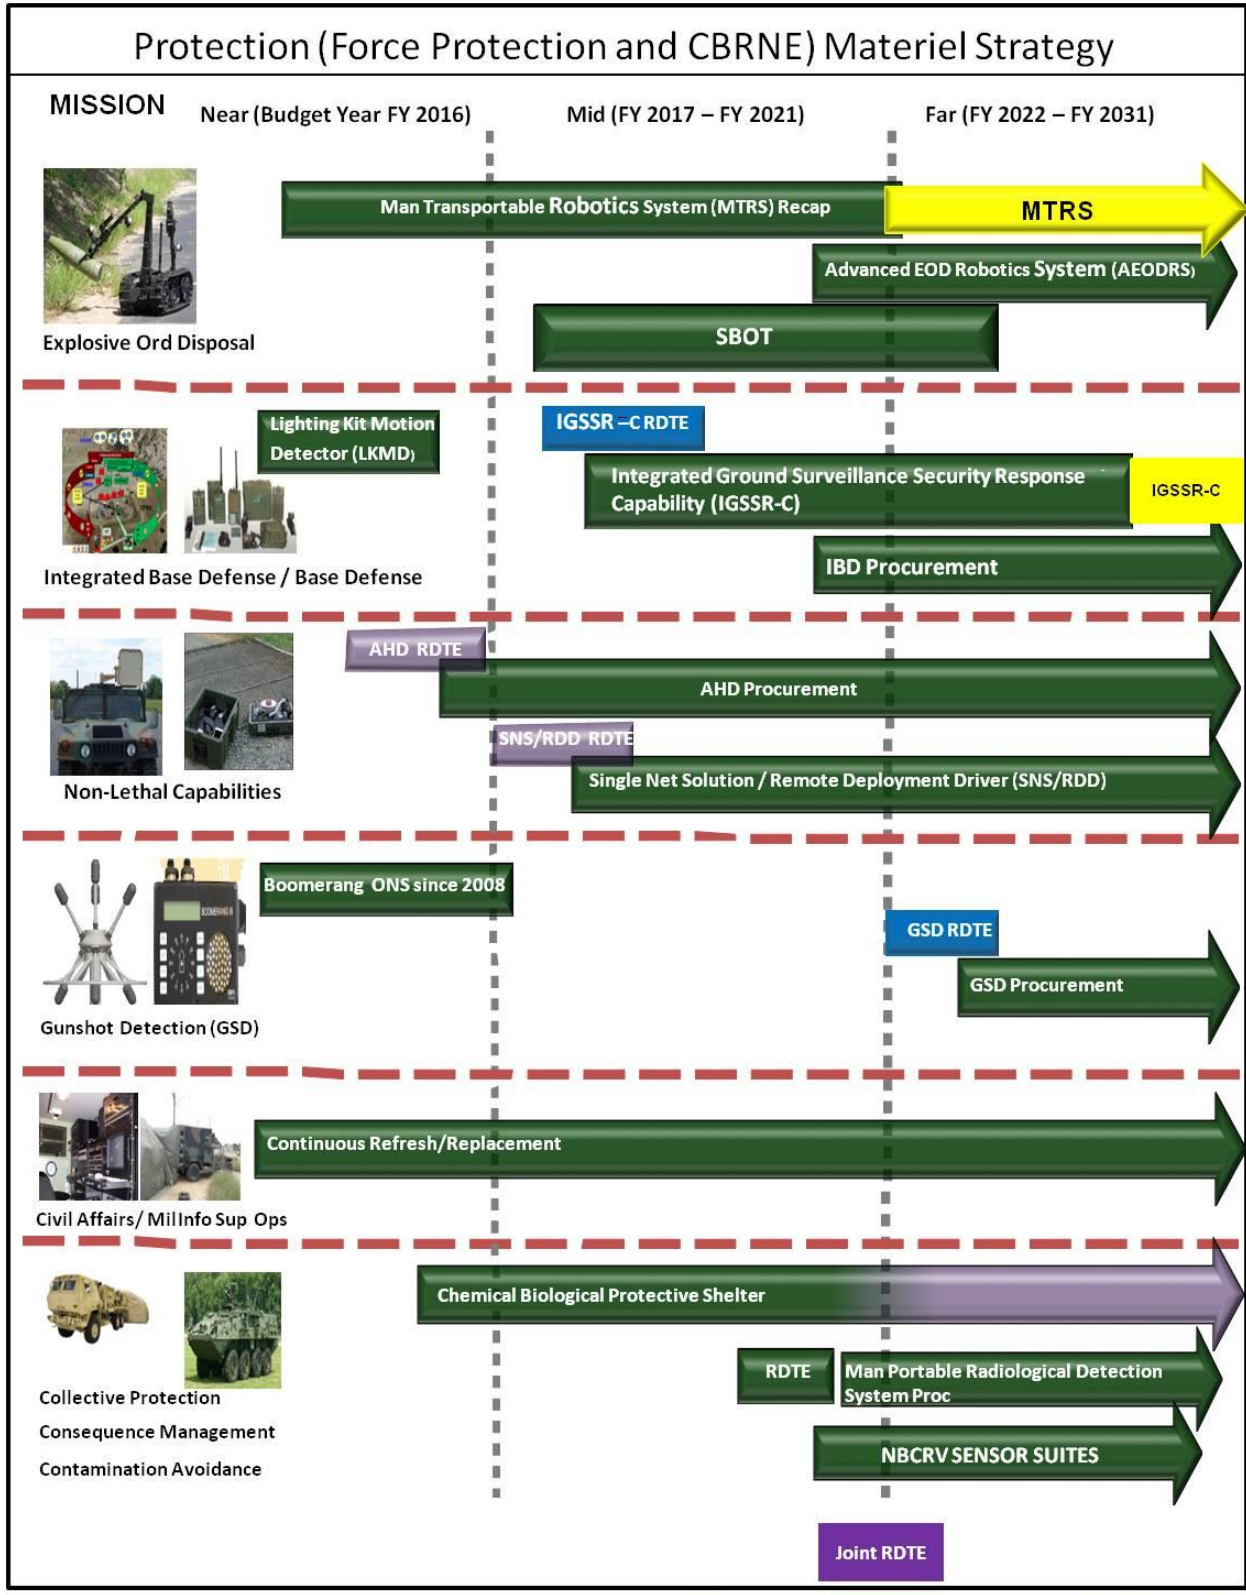 Protection (Force Protection and CBRNE) Materiel Strategy
MISSION
Near (Budget Year FY 2016)
Mid (FY 2017 – FY 2021)
Far (FY 2022 – FY 2031)
Man Transportable Robotics System (MTRS) Recap
MTRS
Advanced EOD Robotics System (AEODRS)
SBOT
Explosive Ord Disposal
Lighting Kit Motion
Detector (LKMD)
IGSSR –C RDTE
Integrated Ground Surveillance Security Response
Capability (IGSSR-C)
IGSSR-C
IBD Procurement
Integrated Base Defense / Base Defense
AHD RDTE
AHD Procurement
SNS/RDD RDTE
Single Net Solution / Remote Deployment Driver (SNS/RDD)
Non-Lethal Capabilities
Boomerang ONS since 2008
BOOMERANG III
GSD RDTE
GSD Procurement
Gunshot Detection (GSD)
Continuous Refresh/Replacement
Civil Affairs/ MilInfo Sup Ops
Chemical Biological Protective Shelter
RDTE
Man Portable Radiological Detection
System Proc
NBCRV SENSOR SUITES
Collective Protection
Consequence Management
Contamination Avoidance
Joint RDTE